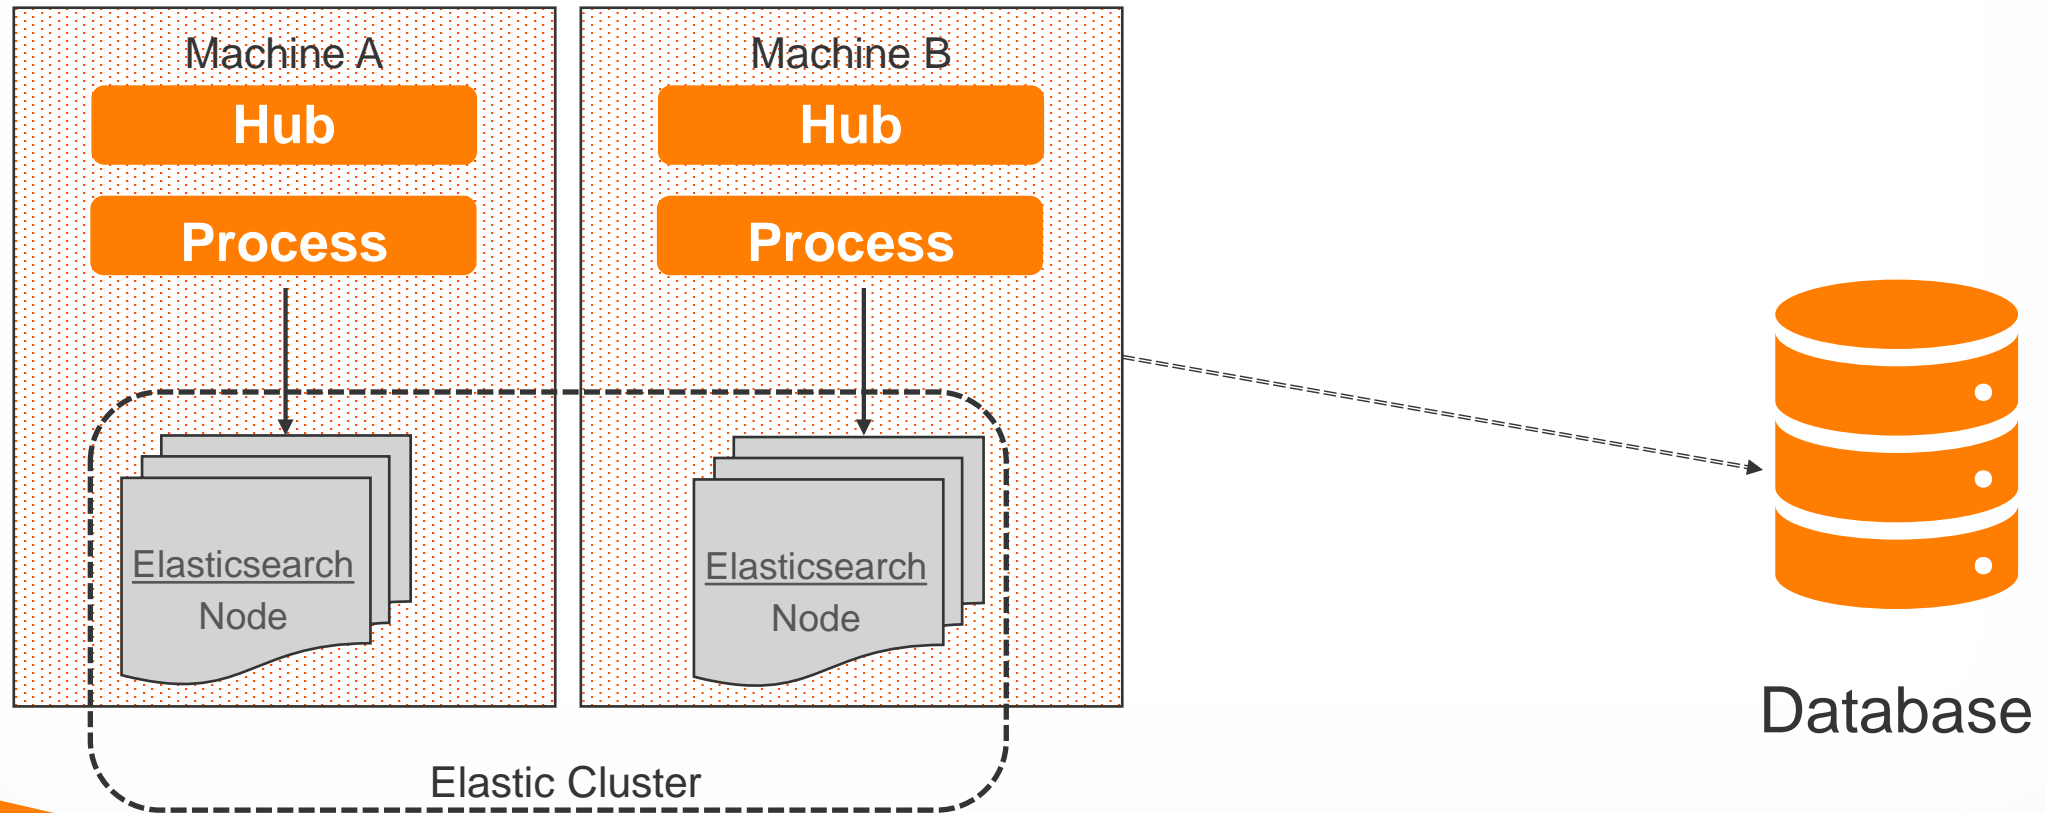 Machine A
Hub
Process
Elasticsearch
Node
Machine B
Hub
Process
Elasticsearch
Node
Elastic Cluster
Database